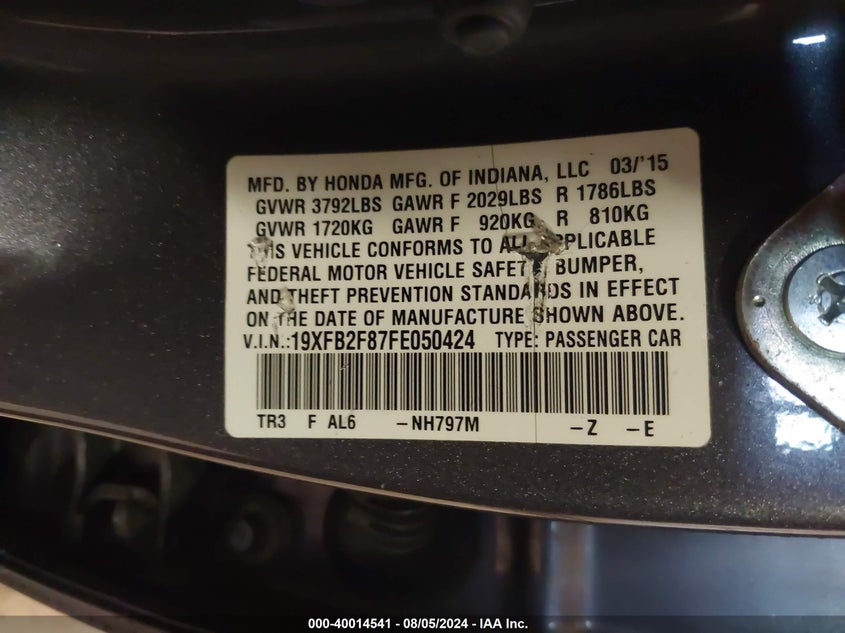 MFD. BY HONDA MFG. OF INDIANA, LLC 03/'15
GVWR 3792LBS GAWR F 2029LBS R 1786LBS
GVWR 1720KG GAWR F 920KG R 810KG
THIS VEHICLE CONFORMS TO ALL APPLICABLE
FEDERAL MOTOR VEHICLE SAFETY, BUMPER,
AND THEFT PREVENTION STANDARDS IN EFFECT
ON THE DATE OF MANUFACTURE SHOWN ABOVE.
V.I.N.:19XFB2F87FE050424 TYPE: PASSENGER CAR
TR3 F AL6 -NH797M -Z -E
000-40014541 - 08/05/2024 - IAA Inc.